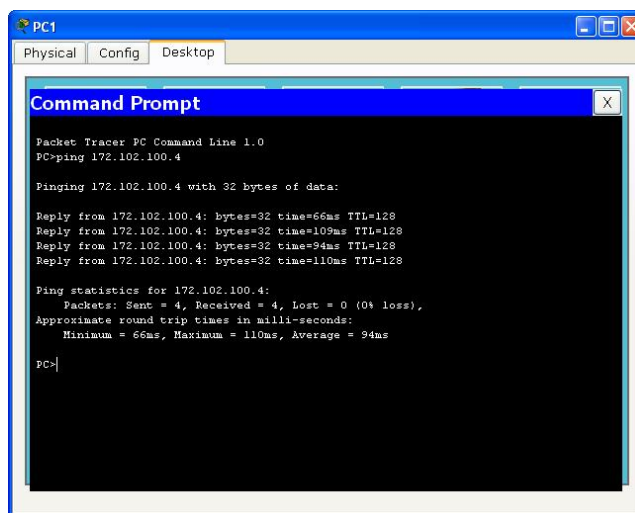 PC1
Physical Config Desktop
Command Prompt
X
Packet Tracer PC Command Line 1.0
PC>ping 172.102.100.4
Pinging 172.102.100.4 with 32 bytes of data:
Reply from 172.102.100.4: bytes=32 time=66ms TTL=128
Reply from 172.102.100.4: bytes=32 time=109ms TTL=128
Reply from 172.102.100.4: bytes=32 time=94ms TTL=128
Reply from 172.102.100.4: bytes=32 time=110ms TTL=128
Ping statistics for 172.102.100.4:
Packets: Sent = 4, Received = 4, Lost = 0 (0% loss),
Approximate round trip times in milli-seconds:
Minimum = 66ms, Maximum = 110ms, Average = 94ms
PC>